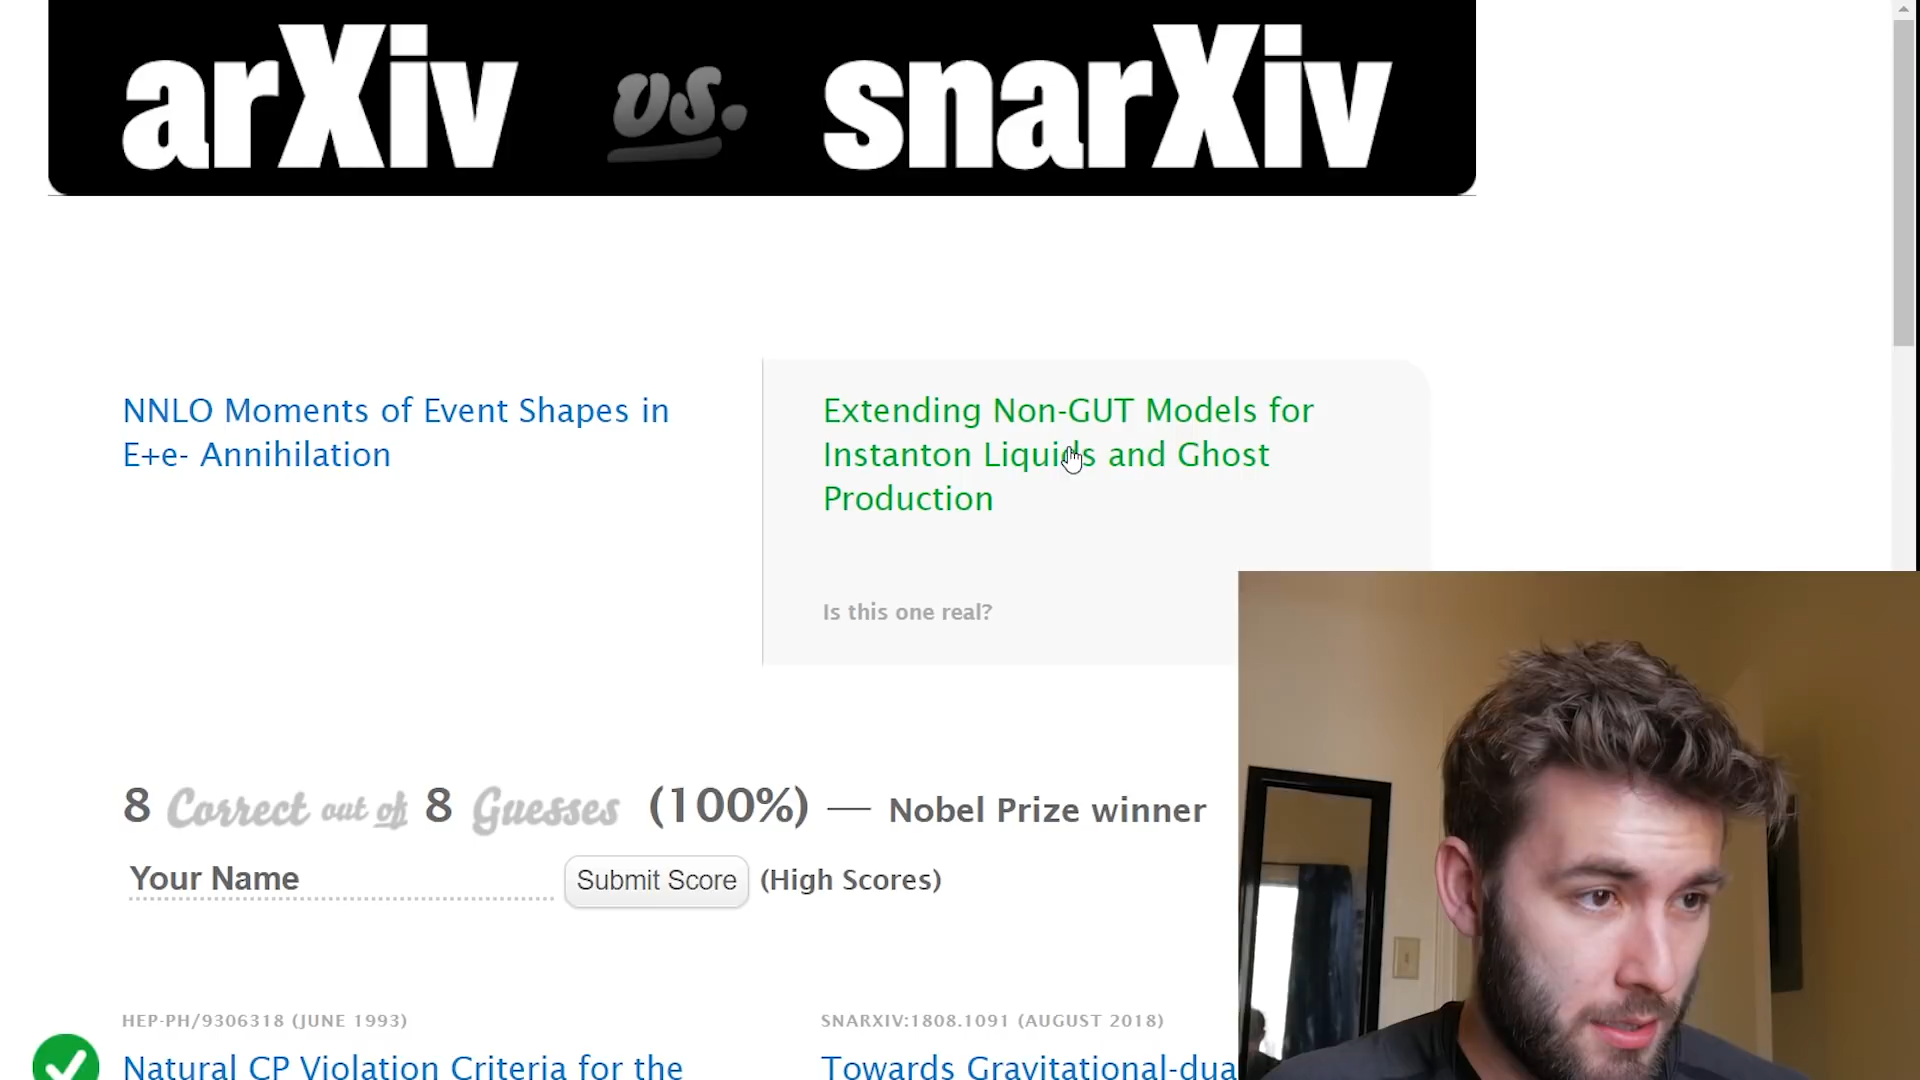 arXiv vs. snarXiv
NNLO Moments of Event Shapes in
E+e- Annihilation
Extending Non-GUT Models for
Instanton Liquids and Ghost
Production
Is this one real?
8 Correct out of 8 Guesses (100%) — Nobel Prize winner
Your Name
Submit Score (High Scores)
HEP-PH/9306318 (JUNE 1993)
Natural CP Violation Criteria for the
SNARXIV:1808.1091 (AUGUST 2018)
Towards Gravitational-dua